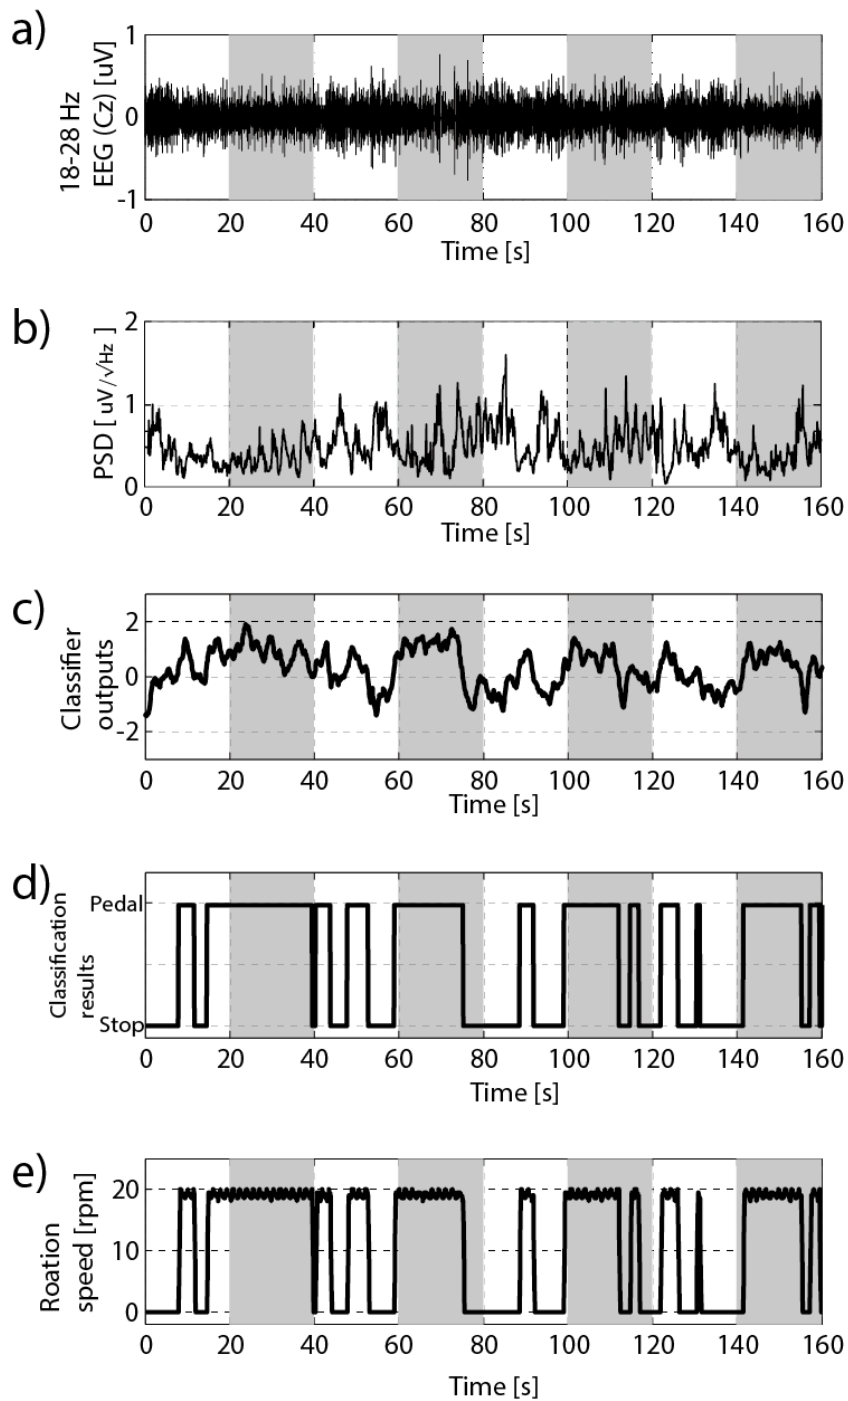 a)
18-28 Hz
EEG (Cz) [uV]
1
0
-1
0 20 40 60 80 100 120 140 160
Time [s]
b)
PSD [ uV/√Hz ]
2
1
0
0 20 40 60 80 100 120 140 160
Time [s]
c)
Classifier
outputs
2
0
-2
0 20 40 60 80 100 120 140 160
Time [s]
d)
Classification
results
Pedal
Stop
0 20 40 60 80 100 120 140 160
Time [s]
e)
Roation
speed [rpm]
20
10
0
0 20 40 60 80 100 120 140 160
Time [s]